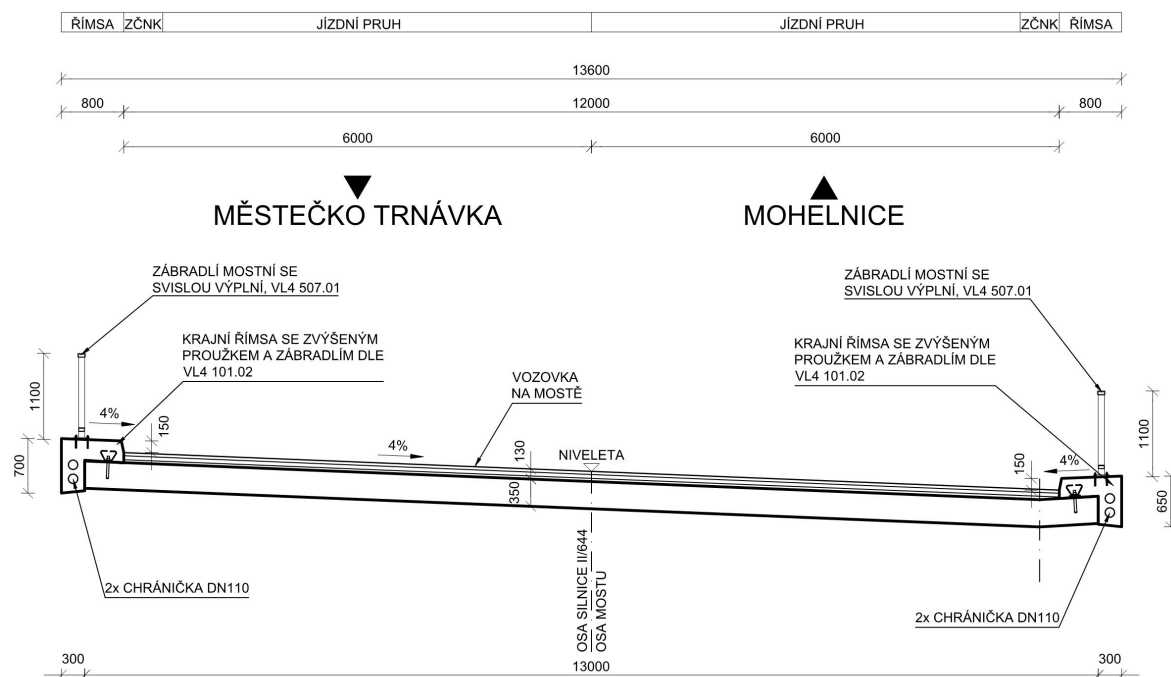 ŘÍMSA ZČNK JÍZDNÍ PRUH JÍZDNÍ PRUH ZČNK ŘÍMSA
13600
800 12000 800
6000 6000
MĚSTEČKO TRNÁVKA MOHELNICE
ZÁBRADLÍ MOSTNÍ SE
SVISLOU VÝPLNÍ, VL4 507.01
ZÁBRADLÍ MOSTNÍ SE
SVISLOU VÝPLNÍ, VL4 507.01
KRAJNÍ ŘÍMSA SE ZVÝŠENÝM
PROUŽKEM A ZÁBRADLÍM DLE
VL4 101.02
KRAJNÍ ŘÍMSA SE ZVÝŠENÝM
PROUŽKEM A ZÁBRADLÍM DLE
VL4 101.02
VOZOVKA
NA MOSTĚ
1100
4%
150
700
4%
130
NIVELETA
350
150
4%
1100
650
2x CHRÁNIČKA DN110
OSA SILNICE II/644
OSA MOSTU
2x CHRÁNIČKA DN110
300 13000 300